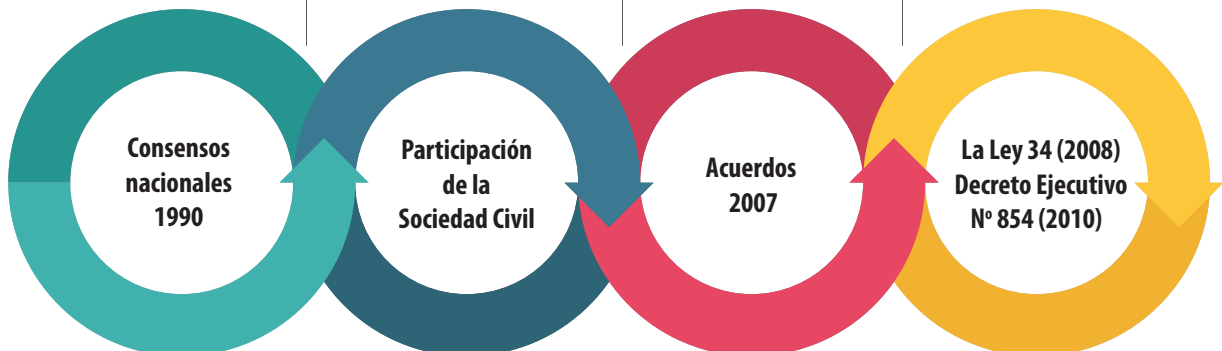 Consensos
nacionales
1990
Participación
de la
Sociedad Civil
Acuerdos
2007
La Ley 34 (2008)
Decreto Ejecutivo
Nº 854 (2010)